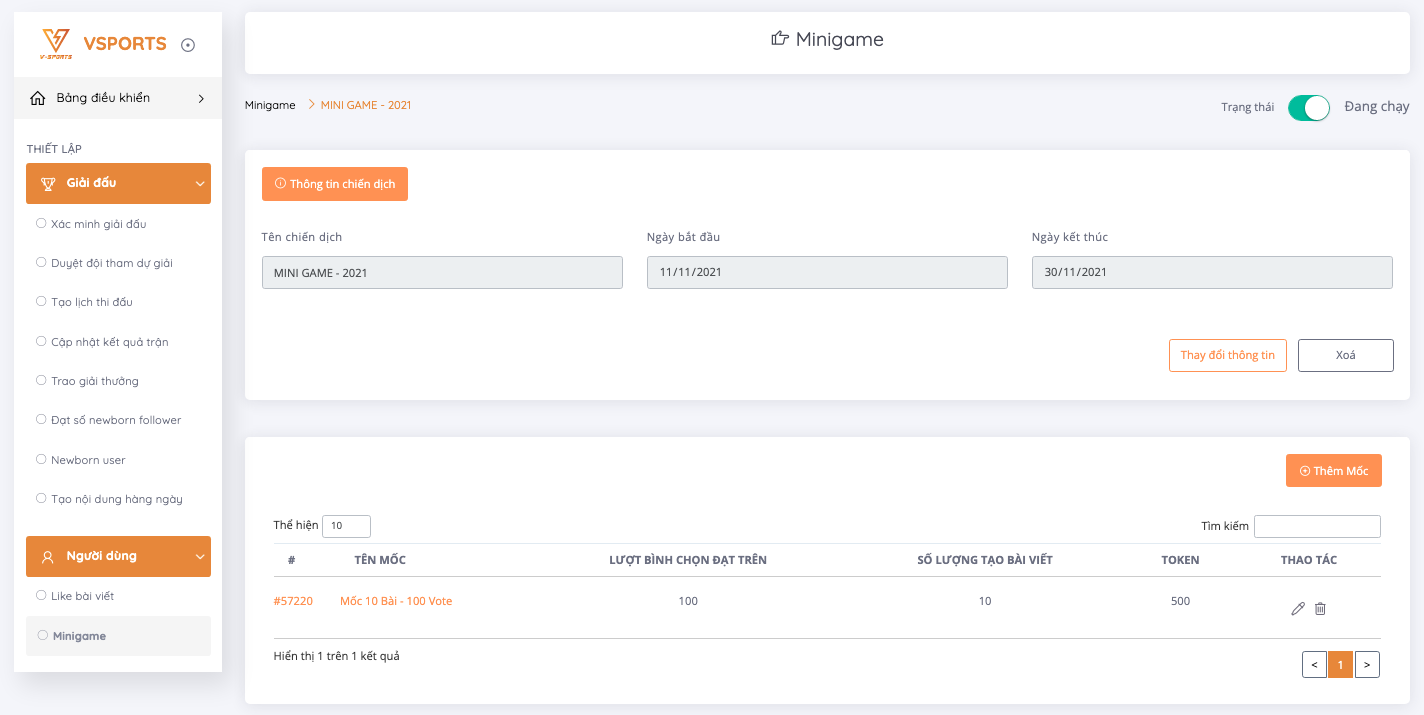 VSPORTS
V-SPORTS
Bảng điều khiển
THIẾT LẬP
Giải đấu
Xác minh giải đấu
Duyệt đội tham dự giải
Tạo lịch thi đấu
Cập nhật kết quả trận
Trao giải thưởng
Đạt số newborn follower
Newborn user
Tạo nội dung hàng ngày
Người dùng
Like bài viết
Minigame
Minigame
Minigame > MINI GAME - 2021
Trạng thái Đang chạy
Thông tin chiến dịch
Tên chiến dịch Ngày bắt đầu Ngày kết thúc
MINI GAME - 2021 11/11/2021 30/11/2021
Thay đổi thông tin Xoá
Thêm Mốc
Thể hiện 10 Tìm kiếm
# TÊN MỐC LƯỢT BÌNH CHỌN ĐẠT TRÊN SỐ LƯỢNG TẠO BÀI VIẾT TOKEN THAO TÁC
#57220 Mốc 10 Bài - 100 Vote 100 10 500
Hiển thị 1 trên 1 kết quả
< 1 >